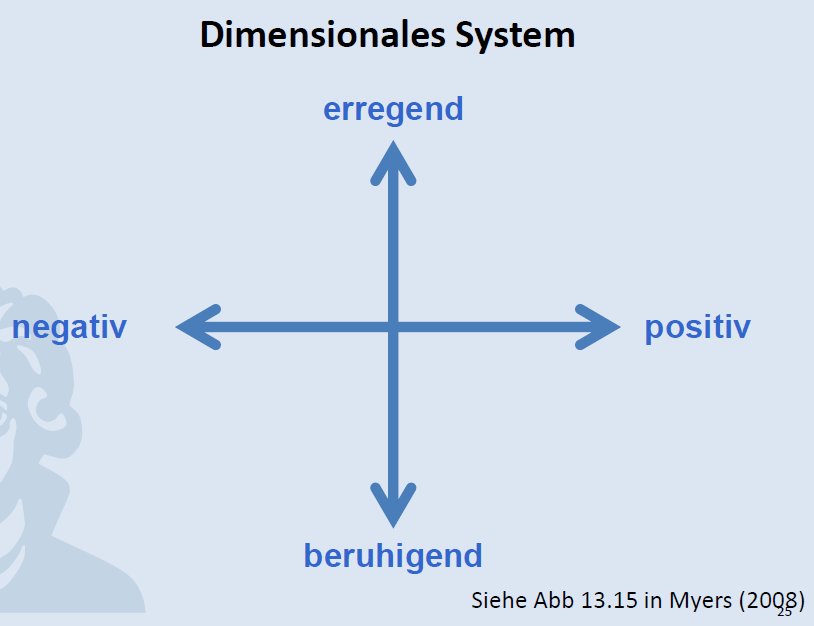 Dimensionales System
erregend
negativ
positiv
beruhigend
Siehe Abb 13.15 in Myers (2008)
25